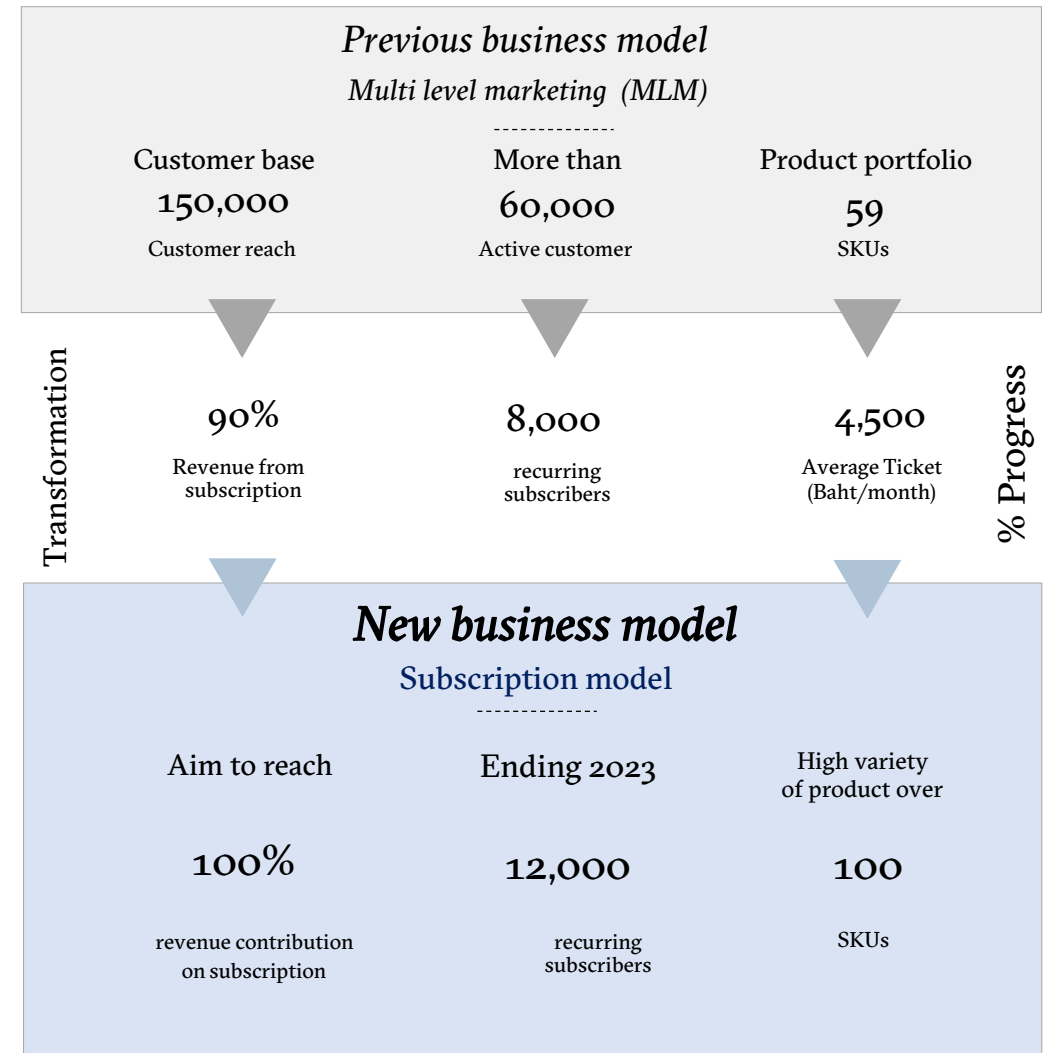 Previous business model
Multi level marketing (MLM)
Customer base
150,000
Customer reach
More than
60,000
Active customer
Product portfolio
59
SKUs
Transformation
90%
Revenue from
subscription
8,000
recurring
subscribers
4,500
Average Ticket
(Baht/month)
% Progress
New business model
Subscription model
Aim to reach
100%
revenue contribution
on subscription
Ending 2023
12,000
recurring
subscribers
High variety
of product over
100
SKUs